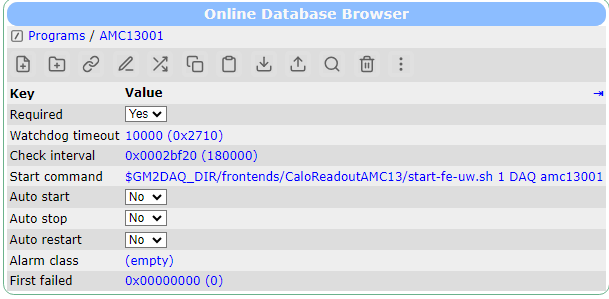 Online Database Browser
Programs / AMC13001
Key Value
Required Yes
Watchdog timeout 10000 (0x2710)
Check interval 0x0002bf20 (180000)
Start command $GM2DAQ_DIR/frontends/CaloReadoutAMC13/start-fe-uw.sh 1 DAQ amc13001
Auto start No
Auto stop No
Auto restart No
Alarm class (empty)
First failed 0x00000000 (0)